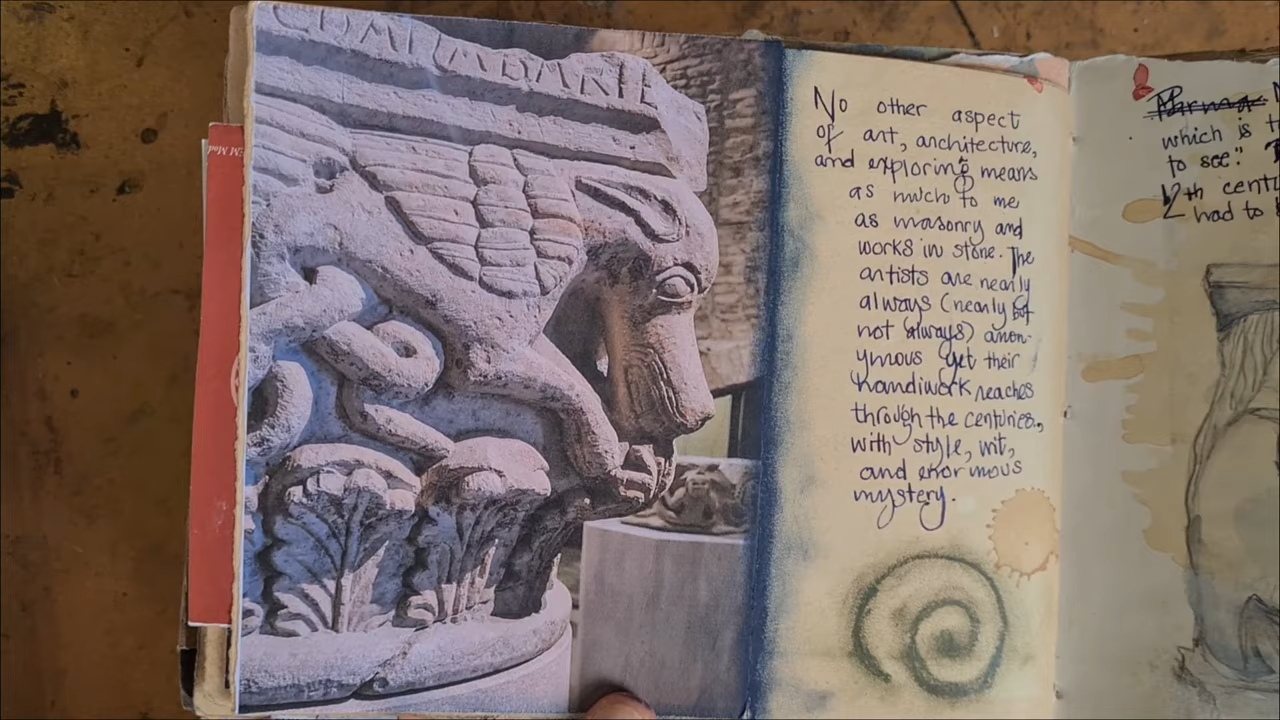 No other aspect
of art, architecture,
and exploring means
as much to me
as masonry and
works in stone. The
artists are nearly
always (nearly but
not always) anon-
ymous yet their
handiwork reaches
through the centuries,
with style, wit,
and enormous
mystery.
Parma
which is
to see."
12th
had to